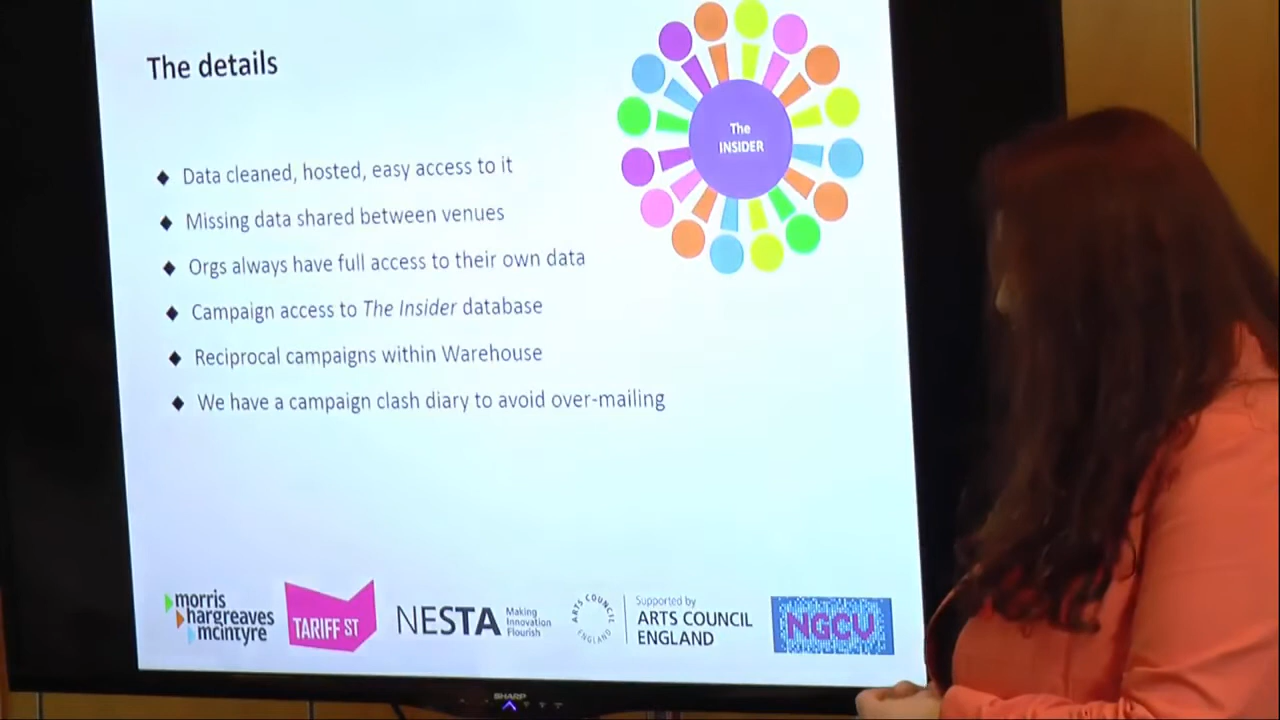 The details
The
INSIDER
Data cleaned, hosted, easy access to it
Missing data shared between venues
Orgs always have full access to their own data
Campaign access to The Insider database
Reciprocal campaigns within Warehouse
We have a campaign clash diary to avoid over-mailing
morris
hargreaves
mcintyre
TARIFF ST
NESTA
Making
Innovation
Flourish
ARTS COUNCIL
ENGLAND
Supported by
ARTS COUNCIL
ENGLAND
NGCV
SHARP